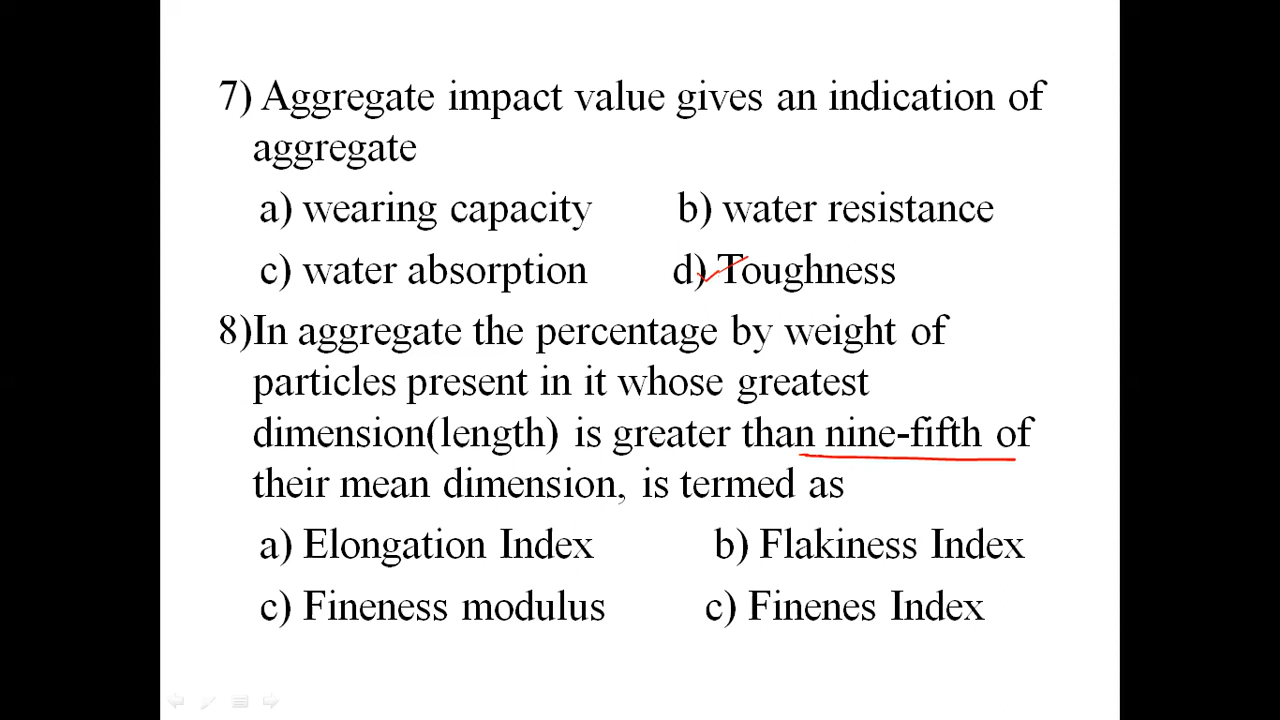 7) Aggregate impact value gives an indication of
aggregate
a) wearing capacity b) water resistance
c) water absorption d) Toughness
8)In aggregate the percentage by weight of
particles present in it whose greatest
dimension(length) is greater than nine-fifth of
their mean dimension, is termed as
a) Elongation Index b) Flakiness Index
c) Fineness modulus c) Finenes Index